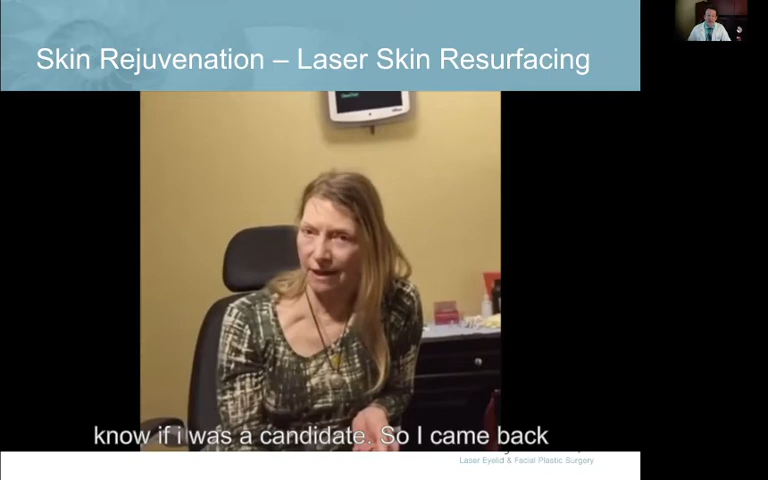 Skin Rejuvenation – Laser Skin Resurfacing
know if i was a candidate. So I came back
Laser Eyelid & Facial Plastic Surgery